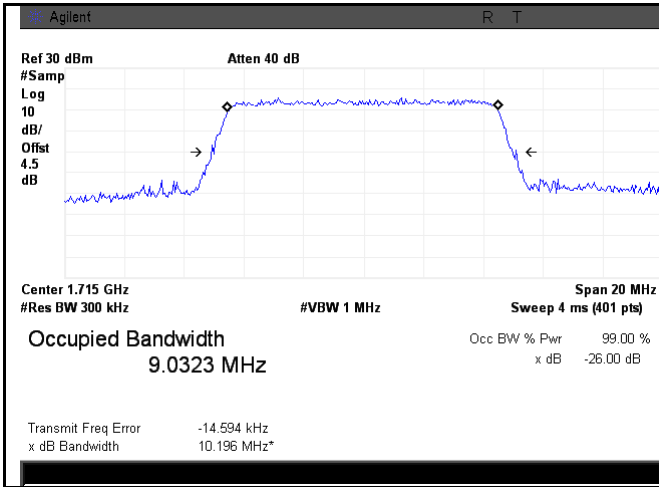 Agilent R T
Ref 30 dBm Atten 40 dB
#Samp
Log
10
dB/
Offst
4.5
dB
Center 1.715 GHz Span 20 MHz
#Res BW 300 kHz #VBW 1 MHz Sweep 4 ms (401 pts)
Occupied Bandwidth Occ BW % Pwr 99.00 %
9.0323 MHz x dB -26.00 dB
Transmit Freq Error -14.594 kHz
x dB Bandwidth 10.196 MHz*